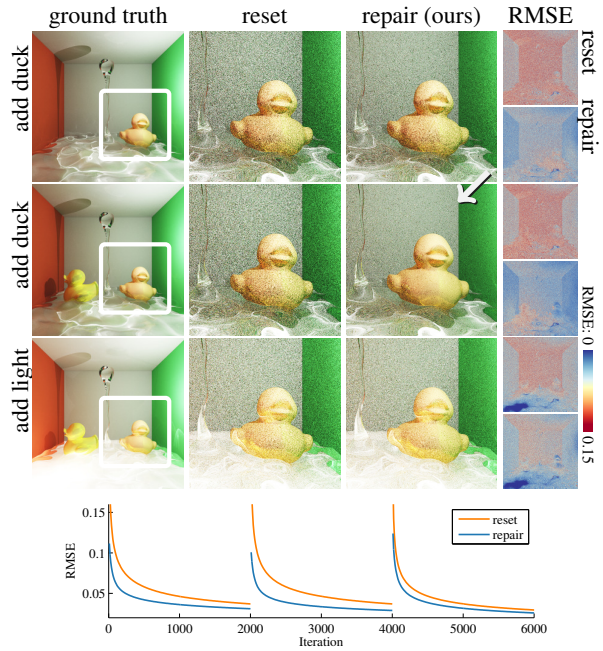 ground truth reset repair (ours) RMSE
add duck
reset
repair
add duck
add light
RMSE: 0
0.15
0.15
0.1
0.05
RMSE
reset
repair
0 1000 2000 3000 4000 5000 6000
Iteration